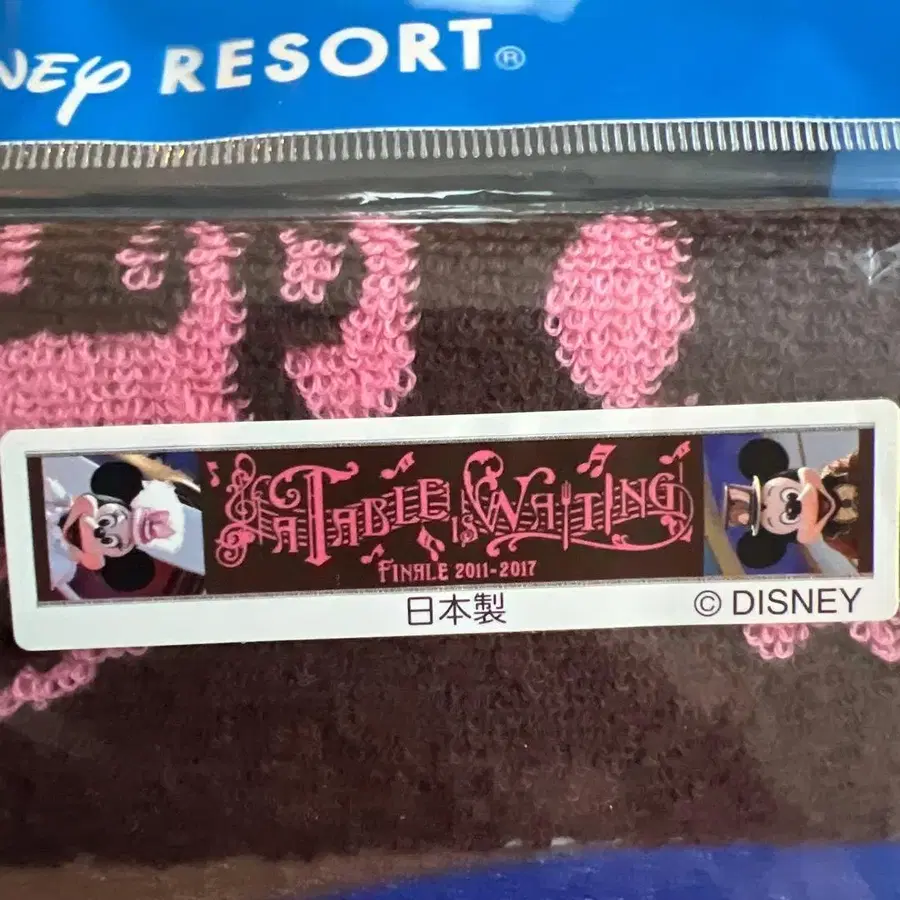 NEY RESORT®
A TABLE IS WAITING
FINALE 2011-2017
日本製
© DISNEY